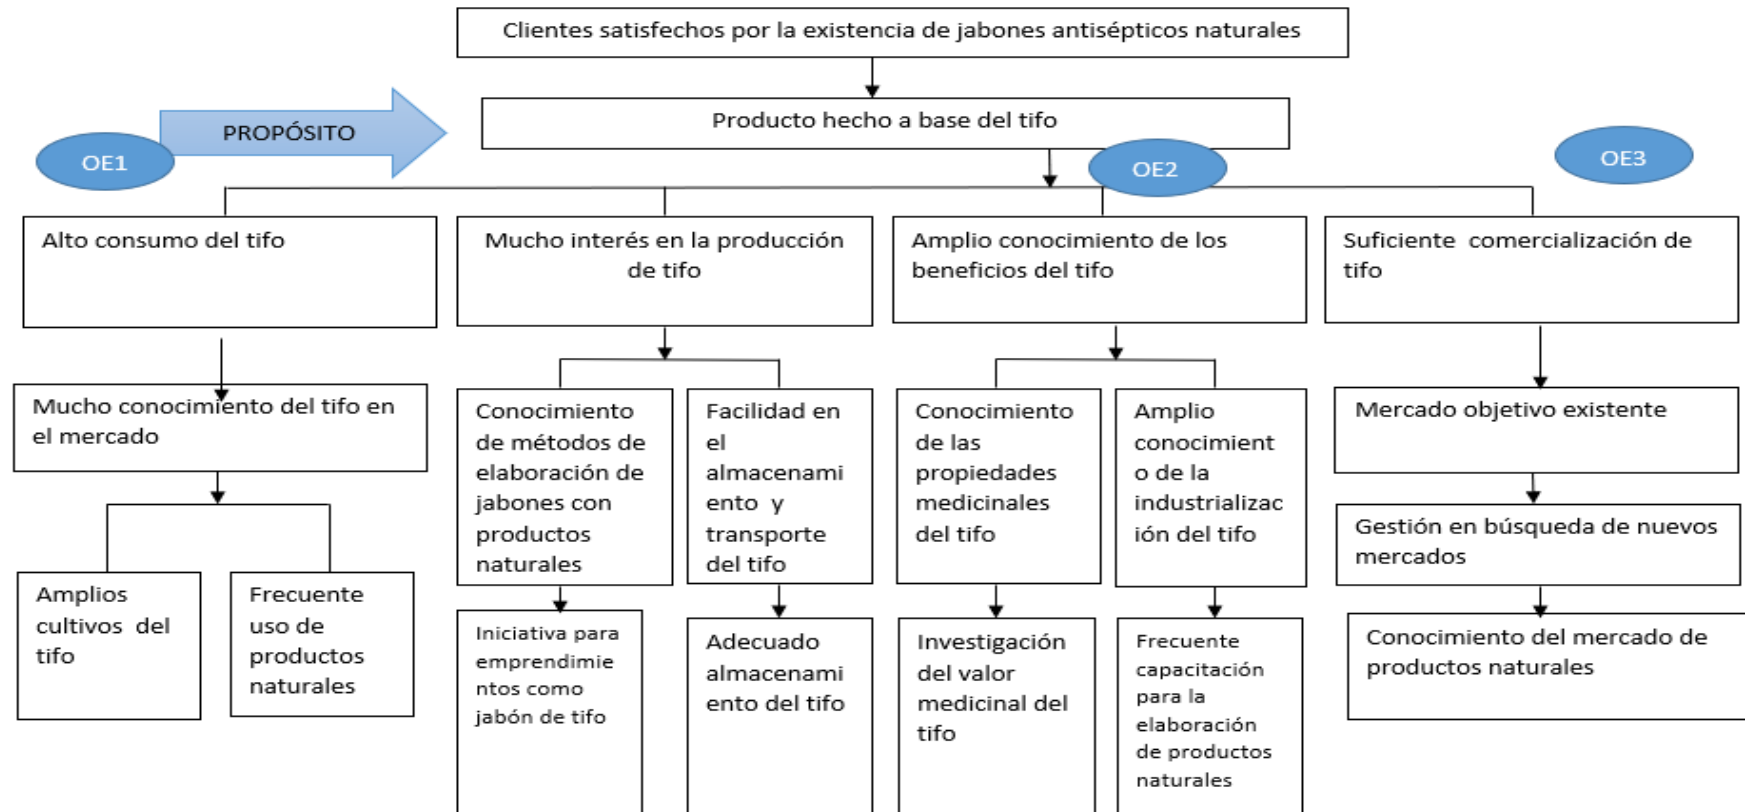 Clientes satisfechos por la existencia de jabones antisépticos naturales
PROPÓSITO
Producto hecho a base del tifo
OE1
OE2
OE3
Alto consumo del tifo
Mucho interés en la producción
de tifo
Amplio conocimiento de los
beneficios del tifo
Suficiente comercialización de
tifo
Mucho conocimiento del tifo en
el mercado
Conocimiento
de métodos de
elaboración de
jabones con
productos
naturales
Facilidad en
el
almacenami
ento y
transporte
del tifo
Conocimiento
de las
propiedades
medicinales
del tifo
Amplio
conocimient
o de la
industrializac
ión del tifo
Mercado objetivo existente
Gestión en búsqueda de nuevos
mercados
Amplios
cultivos del
tifo
Frecuente
uso de
productos
naturales
Iniciativa para
emprendimie
ntos como
jabón de tifo
Adecuado
almacenami
ento del tifo
Investigación
del valor
medicinal del
tifo
Frecuente
capacitación
para la
elaboración
de productos
naturales
Conocimiento del mercado de
productos naturales